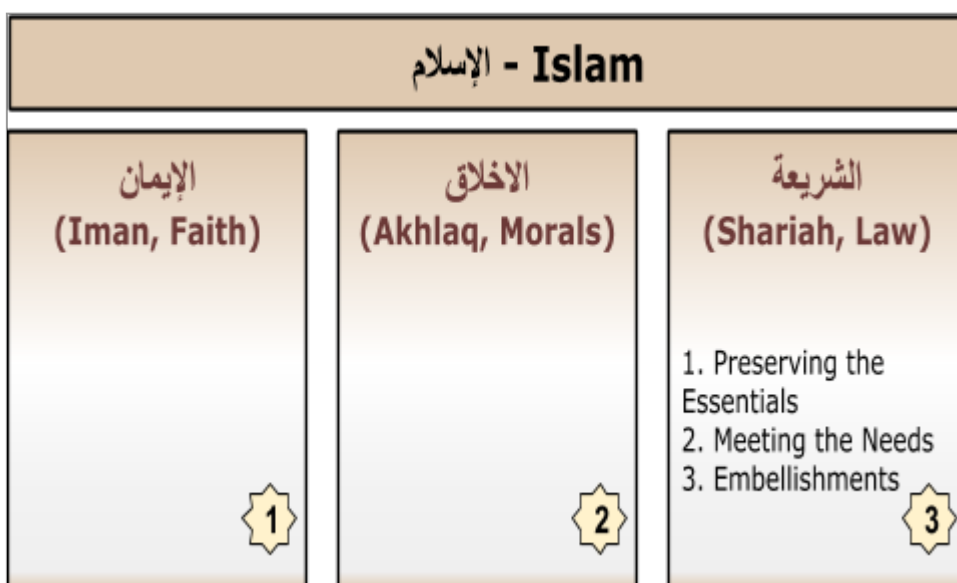 الإسلام - Islam
الإيمان
(Iman, Faith)
1
الاخلاق
(Akhlaq, Morals)
2
الشريعة
(Shariah, Law)
1. Preserving the
Essentials
2. Meeting the Needs
3. Embellishments
3